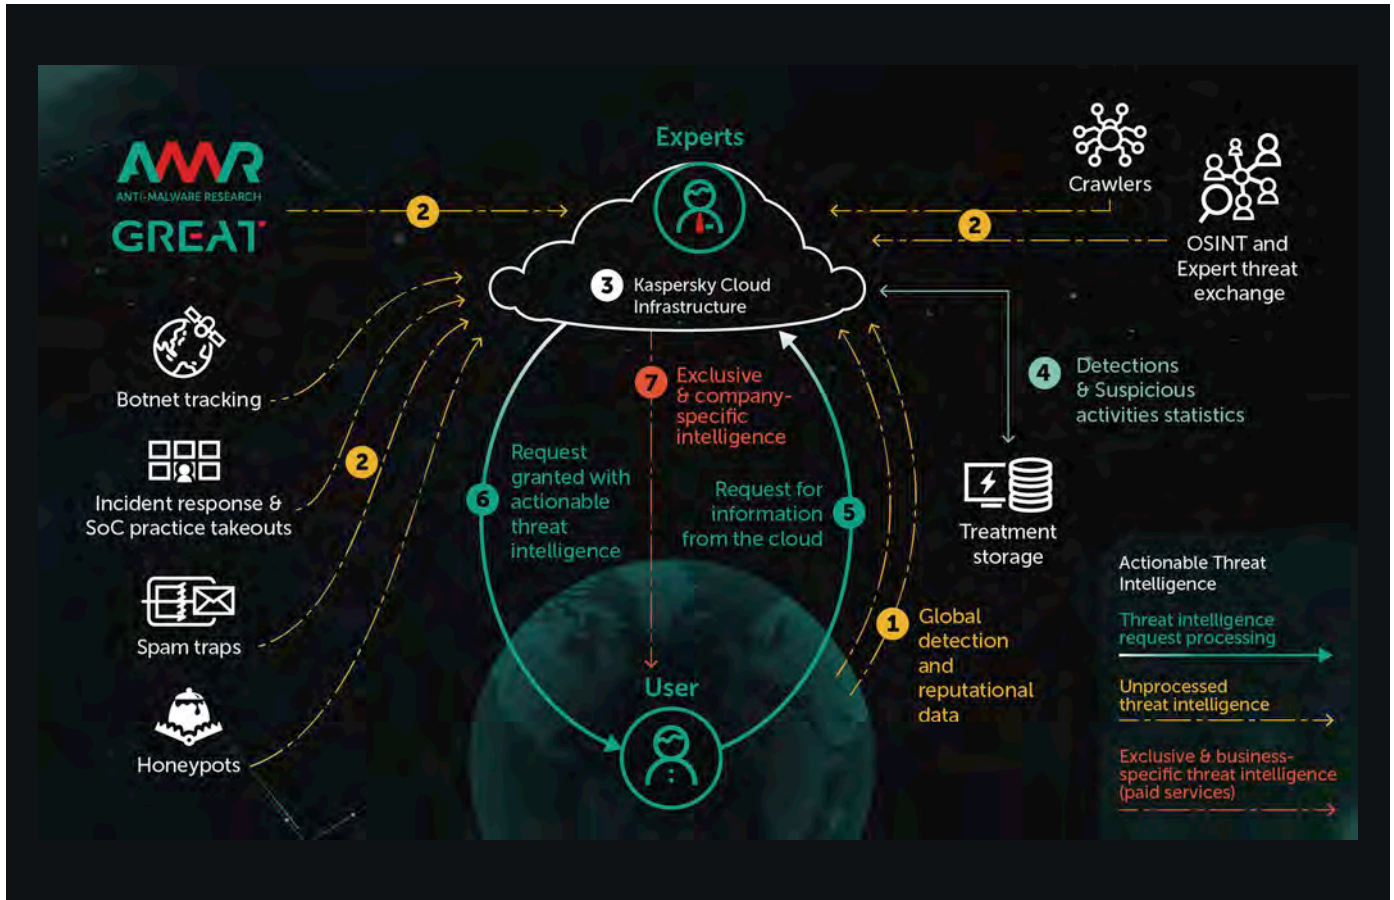 Experts
AMR
ANTI-MALWARE RESEARCH
GREAT
2
Crawlers
2
OSINT and
Expert threat
exchange
3
Kaspersky Cloud
Infrastructure
Botnet tracking
7
Exclusive
& company-
specific
intelligence
4
Detections
& Suspicious
activities statistics
2
Incident response &
SoC practice takeouts
6
Request
granted with
actionable
threat
intelligence
Request for
information
from the cloud
5
Treatment
storage
Spam traps
1
Global
detection
and
reputational
data
User
Honeypots
Actionable Threat
Intelligence
Threat intelligence
request processing
Unprocessed
threat intelligence
Exclusive & business-
specific threat intelligence
(paid services)